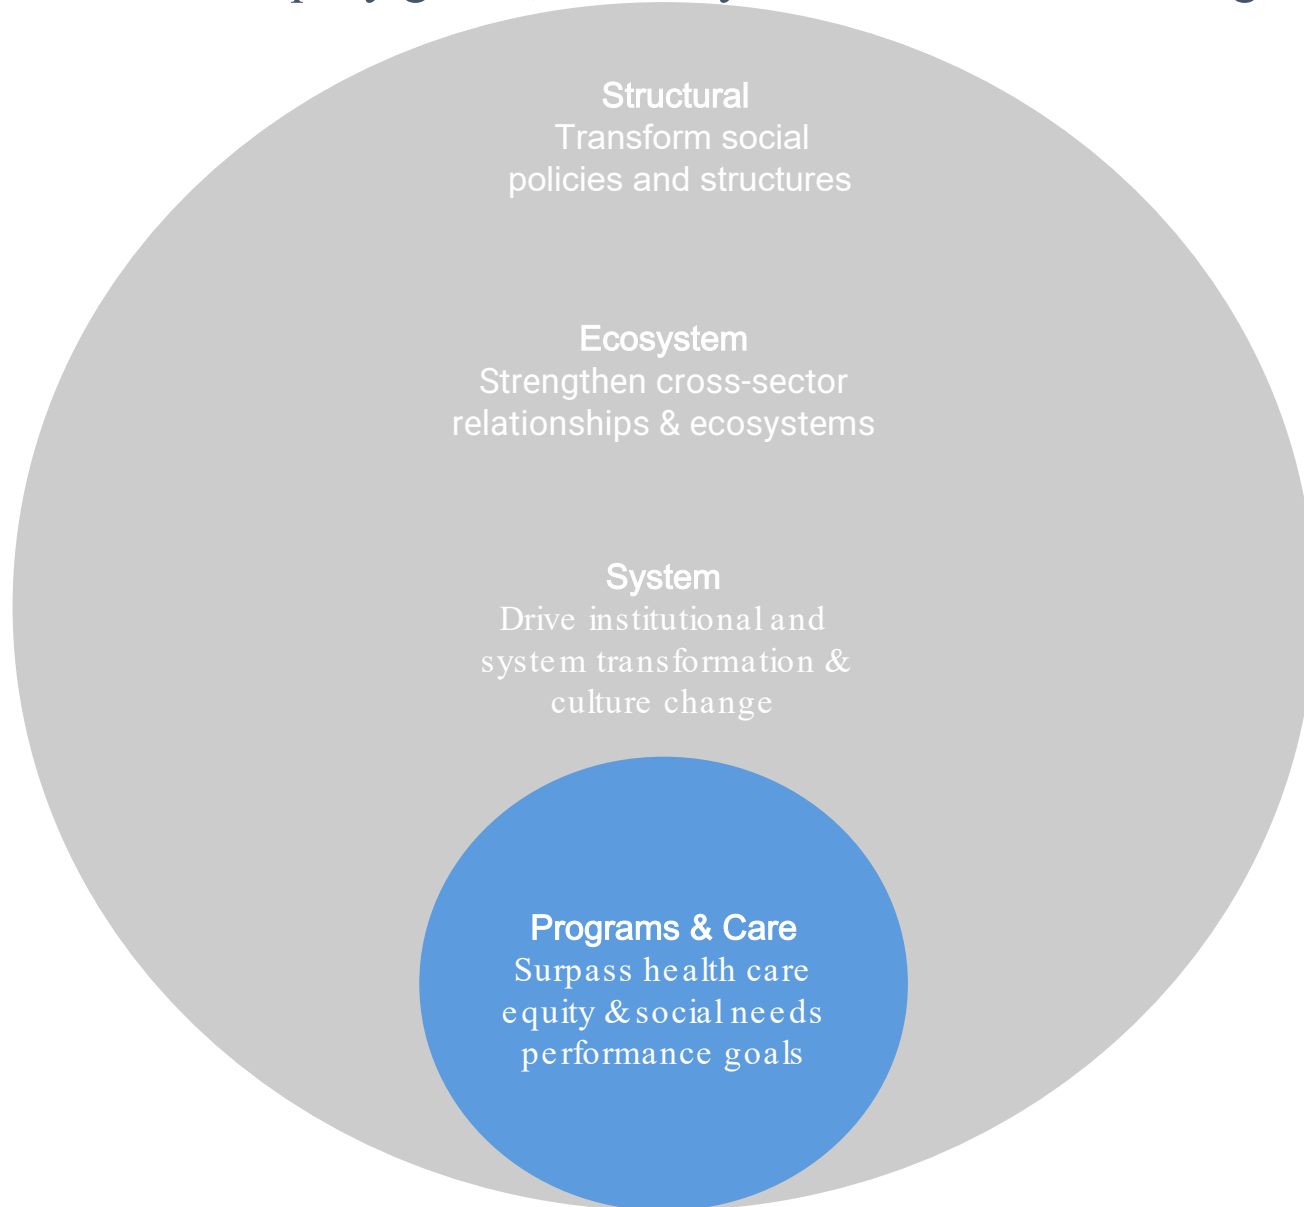 Structural
Transform social
policies and structures
Ecosystem
Strengthen cross-sector
relationships & ecosystems
System
Drive institutional and
system transformation &
culture change
Programs & Care
Surpass health care
equity & social needs
performance goals